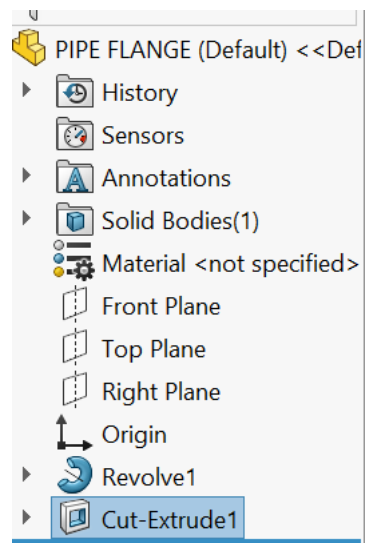 PIPE FLANGE (Default) <<Def
History
Sensors
Annotations
Solid Bodies(1)
Material <not specified>
Front Plane
Top Plane
Right Plane
Origin
Revolve1
Cut-Extrude1